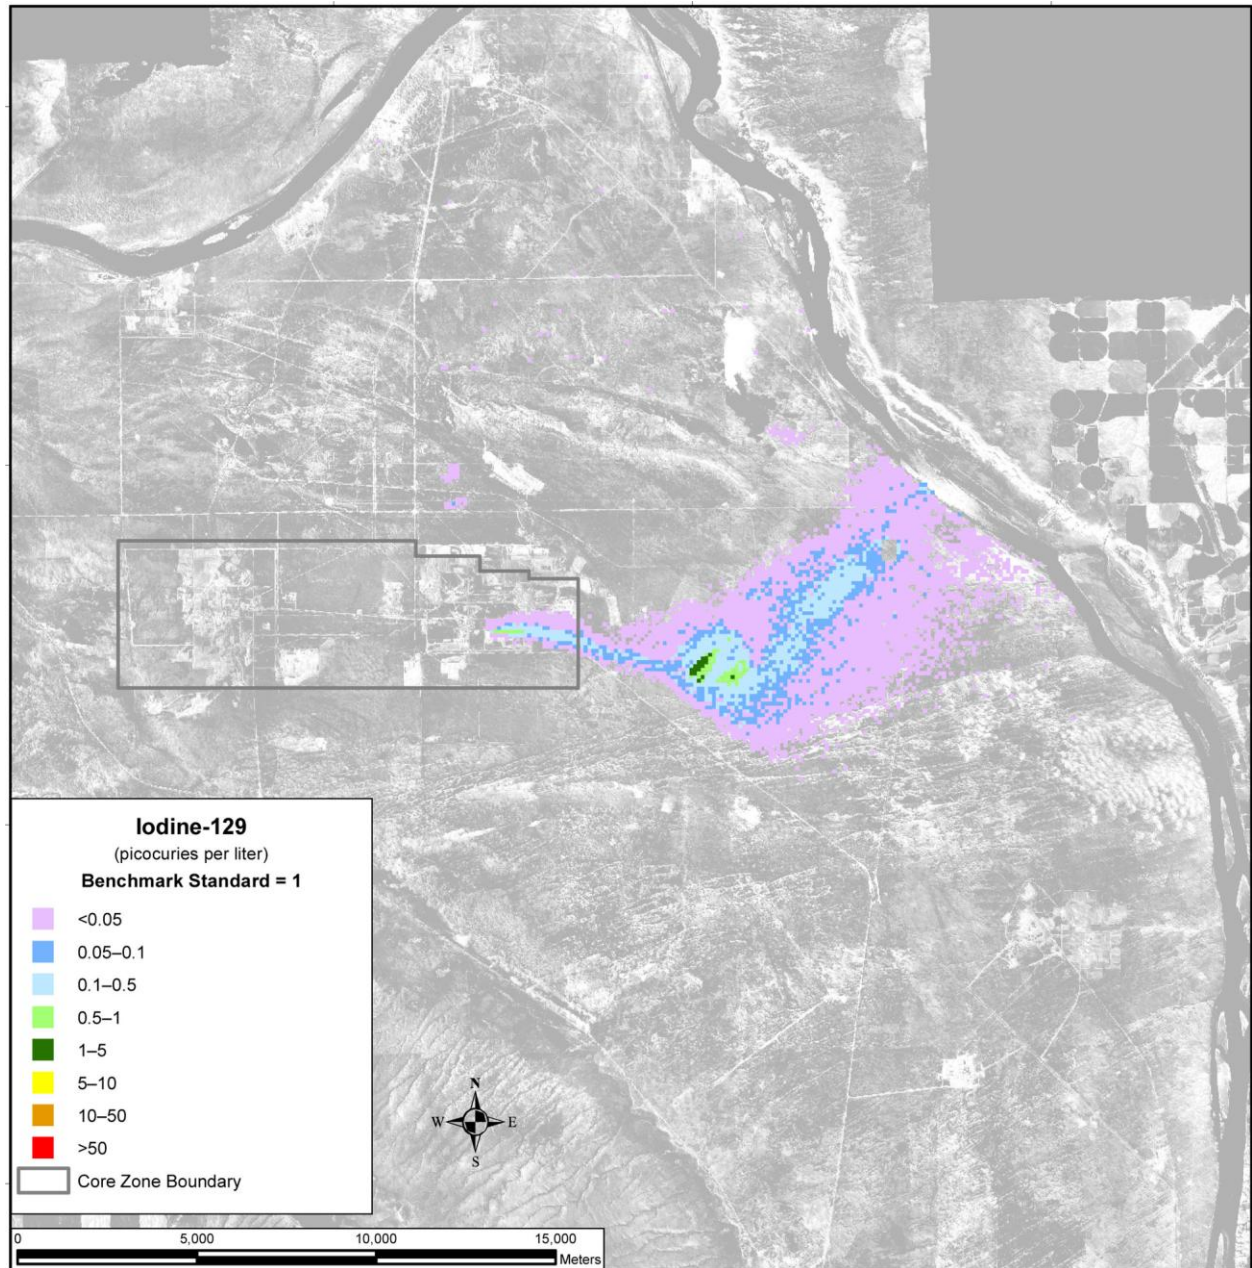 Iodine-129
(picocuries per liter)
Benchmark Standard = 1
<0.05
0.05–0.1
0.1–0.5
0.5–1
1–5
5–10
10–50
>50
Core Zone Boundary
N
W E
S
0 5,000 10,000 15,000
Meters